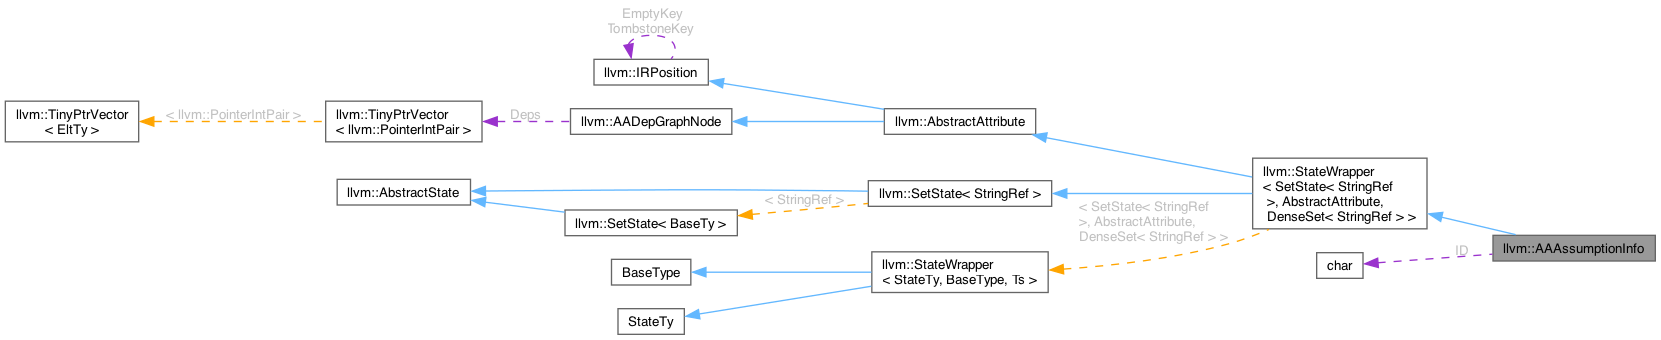 EmptyKey
TombstoneKey
llvm::IRPosition
llvm::TinyPtrVector
< EltTy >
< llvm::PointerIntPair >
llvm::TinyPtrVector
< llvm::PointerIntPair >
Deps
llvm::AADepGraphNode
llvm::AbstractAttribute
llvm::AbstractState
llvm::SetState< StringRef >
< StringRef >
llvm::SetState< BaseTy >
llvm::StateWrapper
< SetState< StringRef
>, AbstractAttribute,
DenseSet< StringRef > >
< SetState< StringRef
>, AbstractAttribute,
DenseSet< StringRef > >
llvm::AAAssumptionInfo
ID
char
BaseType
llvm::StateWrapper
< StateTy, BaseType, Ts >
StateTy